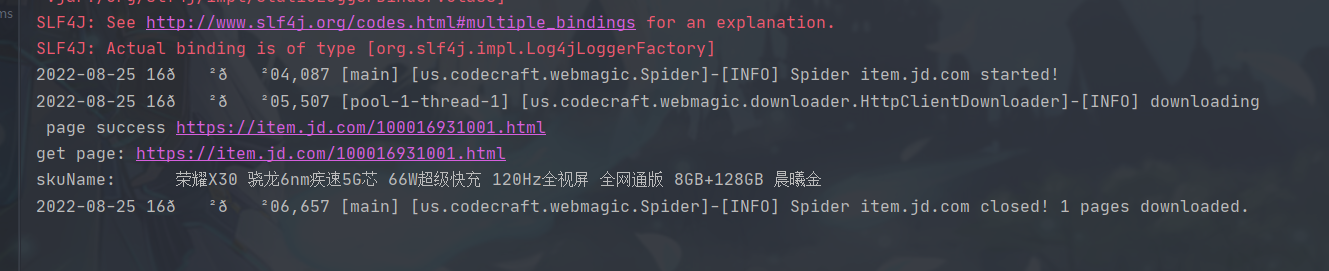 SLF4J: See http://www.slf4j.org/codes.html#multiple_bindings for an explanation.
SLF4J: Actual binding is of type [org.slf4j.impl.Log4jLoggerFactory]
2022-08-25 16ð   ²ð   ²04,087 [main] [us.codecraft.webmagic.Spider]-[INFO] Spider item.jd.com started!
2022-08-25 16ð   ²ð   ²05,507 [pool-1-thread-1] [us.codecraft.webmagic.downloader.HttpClientDownloader]-[INFO] downloading
page success https://item.jd.com/100016931001.html
get page: https://item.jd.com/100016931001.html
skuName:      荣耀X30 骁龙6nm疾速5G芯 66W超级快充 120Hz全视屏 全网通版 8GB+128GB 晨曦金
2022-08-25 16ð   ²ð   ²06,657 [main] [us.codecraft.webmagic.Spider]-[INFO] Spider item.jd.com closed! 1 pages downloaded.